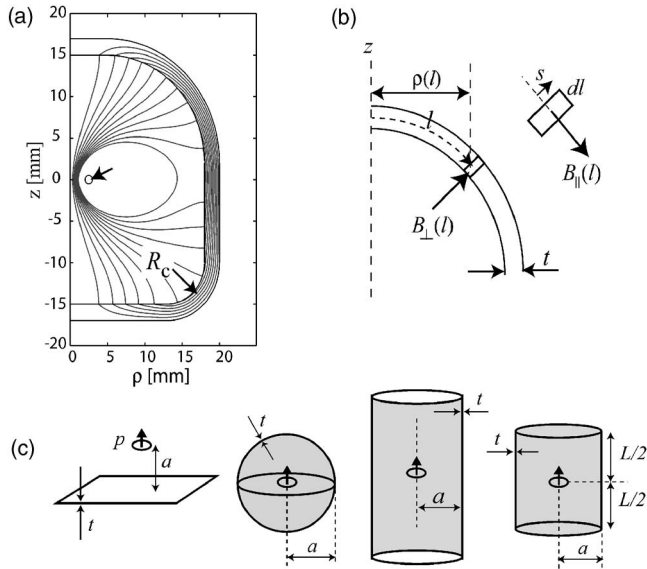 (a)
20
15
10
5
0
-5
-10
-15
-20
z [mm]
R_c
0 5 10 15 20 25
ρ [mm]
(b)
z
ρ(l)
l
s
dl
B_∥(l)
B_⊥(l)
t
(c)
p
a
t
t
a
t
a
t
L/2
L/2
a